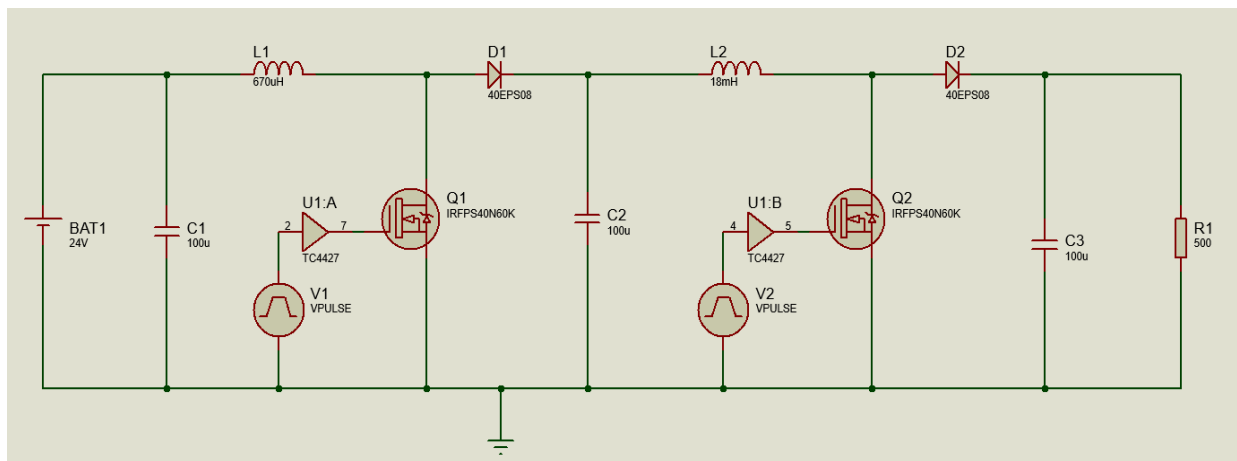 L1
670uH
D1
40EPS08
L2
18mH
D2
40EPS08
BAT1
24V
C1
100u
U1:A
2
7
TC4427
Q1
IRFPS40N60K
V1
VPULSE
C2
100u
U1:B
4
5
TC4427
Q2
IRFPS40N60K
V2
VPULSE
C3
100u
R1
500